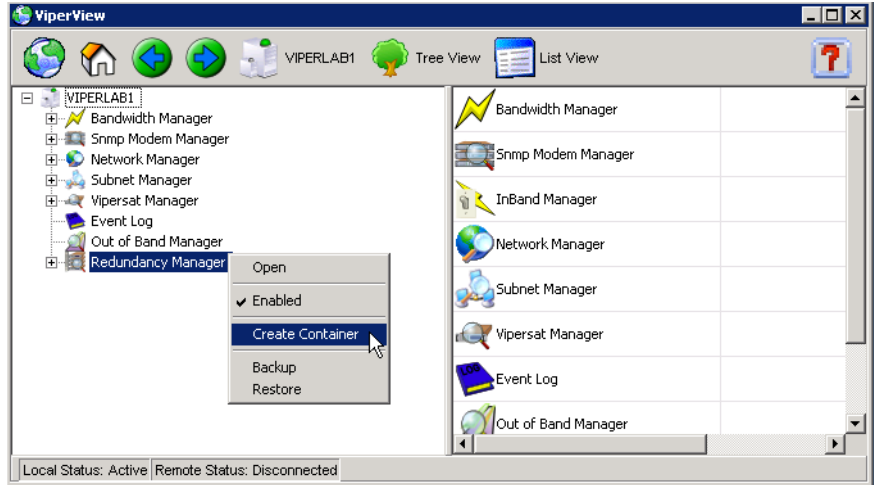 ViperView
VIPERLAB1
Tree View
List View
VIPERLAB1
Bandwidth Manager
Snmp Modem Manager
Network Manager
Subnet Manager
Vipersat Manager
Event Log
Out of Band Manager
Redundancy Manager
Open
Enabled
Create Container
Backup
Restore
Bandwidth Manager
Snmp Modem Manager
InBand Manager
Network Manager
Subnet Manager
Vipersat Manager
LOG
Event Log
Out of Band Manager
Local Status: Active
Remote Status: Disconnected